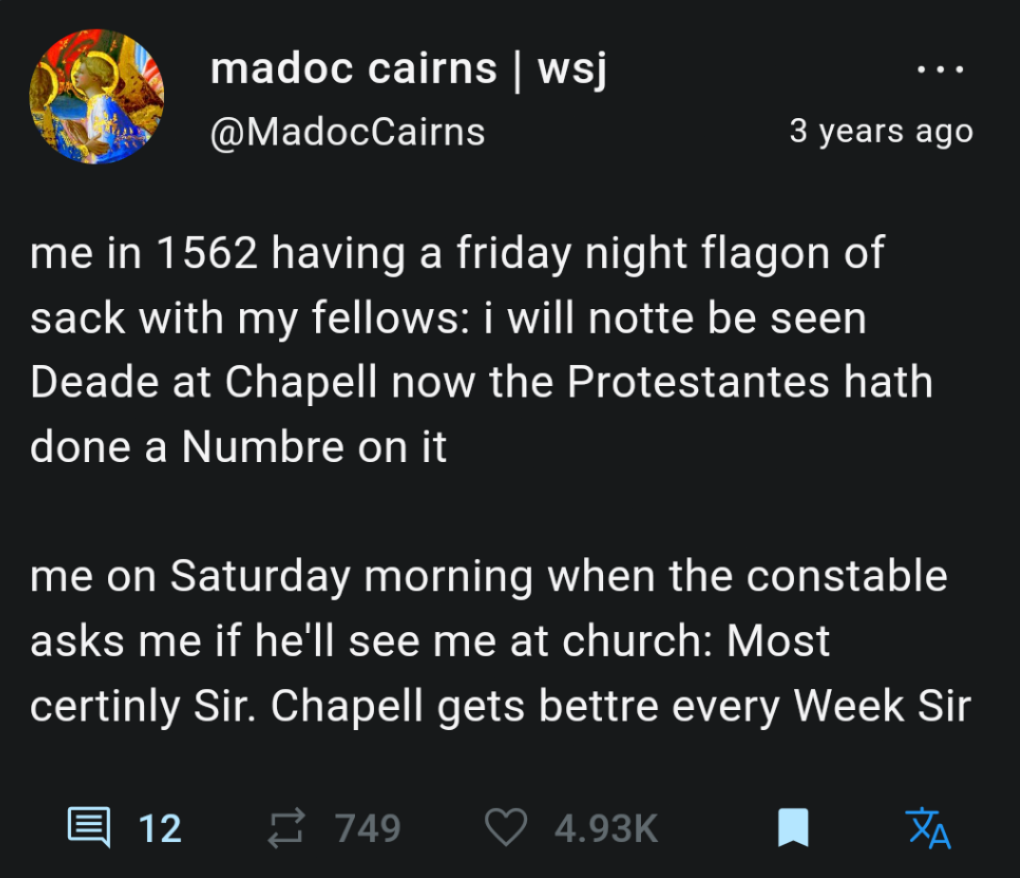 madoc cairns | wsj
...
@MadocCairns
3 years ago
me in 1562 having a friday night flagon of
sack with my fellows: i will notte be seen
Deade at Chapell now the Protestantes hath
done a Numbre on it
me on Saturday morning when the constable
asks me if he'll see me at church: Most
certinly Sir. Chapell gets bettre every Week Sir
12 749 4.93K